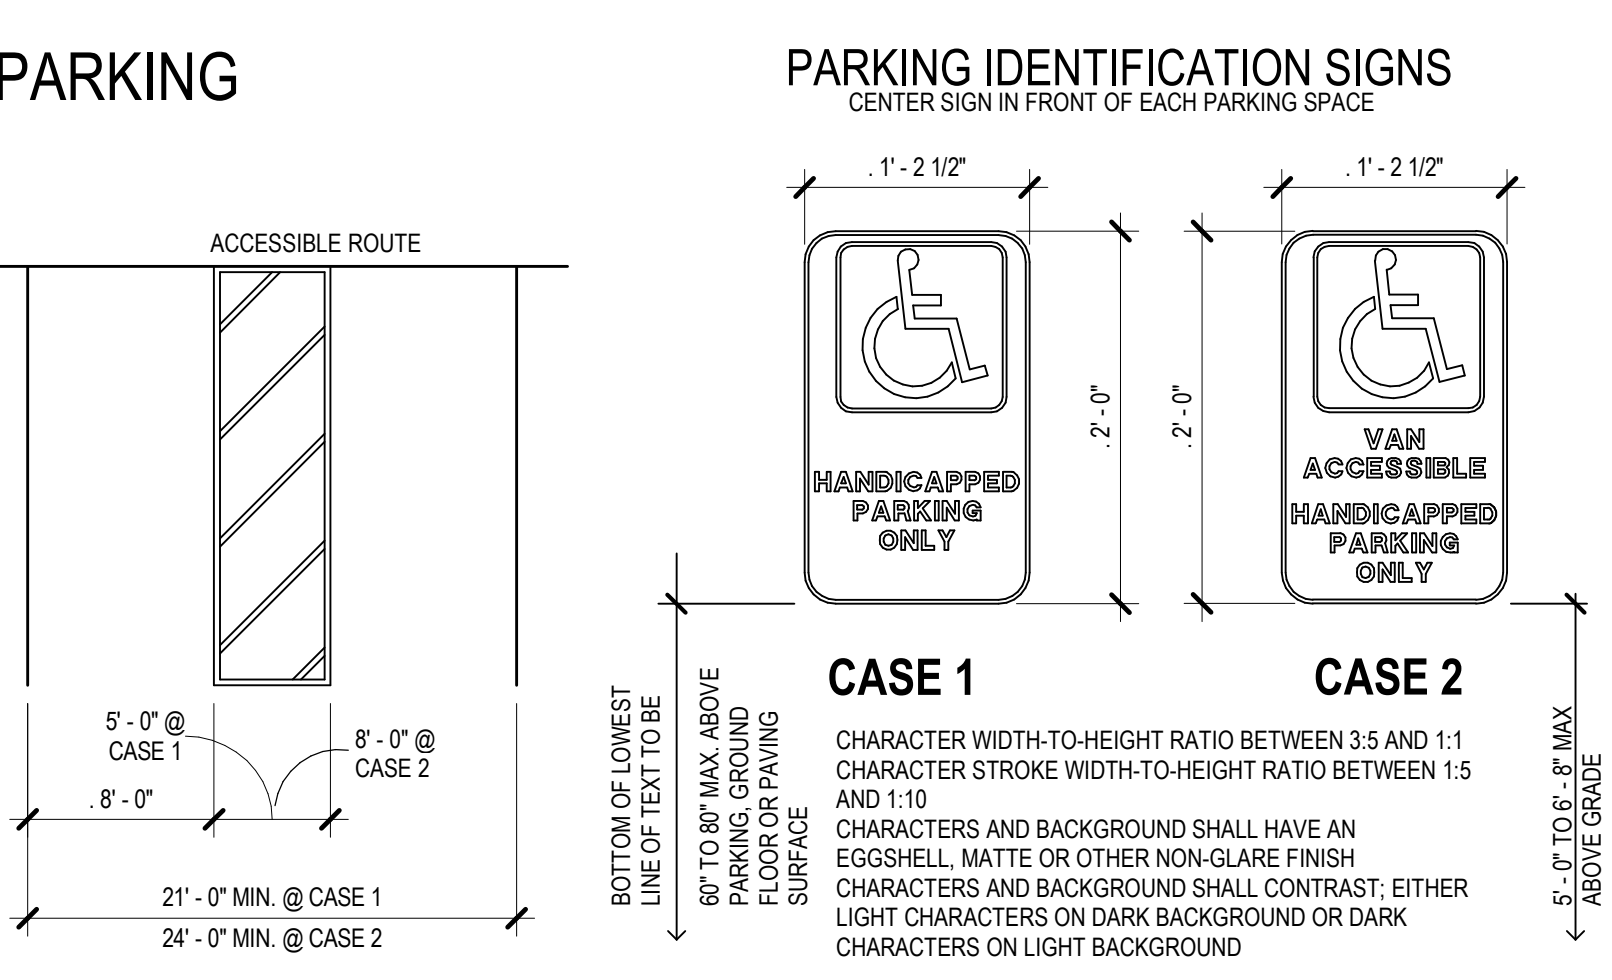 PARKING
ACCESSIBLE ROUTE
5' - 0" @
CASE 1
8' - 0" @
CASE 2
. 8' - 0"
21' - 0" MIN. @ CASE 1
24' - 0" MIN. @ CASE 2
PARKING IDENTIFICATION SIGNS
CENTER SIGN IN FRONT OF EACH PARKING SPACE
. 1' - 2 1/2"
. 2' - 0"
HANDICAPPED
PARKING
ONLY
CASE 1
. 1' - 2 1/2"
. 2' - 0"
VAN
ACCESSIBLE
HANDICAPPED
PARKING
ONLY
CASE 2
BOTTOM OF LOWEST
LINE OF TEXT TO BE
60" TO 80" MAX. ABOVE
PARKING, GROUND
FLOOR OR PAVING
SURFACE
CHARACTER WIDTH-TO-HEIGHT RATIO BETWEEN 3:5 AND 1:1
CHARACTER STROKE WIDTH-TO-HEIGHT RATIO BETWEEN 1:5
AND 1:10
CHARACTERS AND BACKGROUND SHALL HAVE AN
EGGSHELL, MATTE OR OTHER NON-GLARE FINISH
CHARACTERS AND BACKGROUND SHALL CONTRAST; EITHER
LIGHT CHARACTERS ON DARK BACKGROUND OR DARK
CHARACTERS ON LIGHT BACKGROUND
5' - 0" TO 6' - 8" MAX
ABOVE GRADE